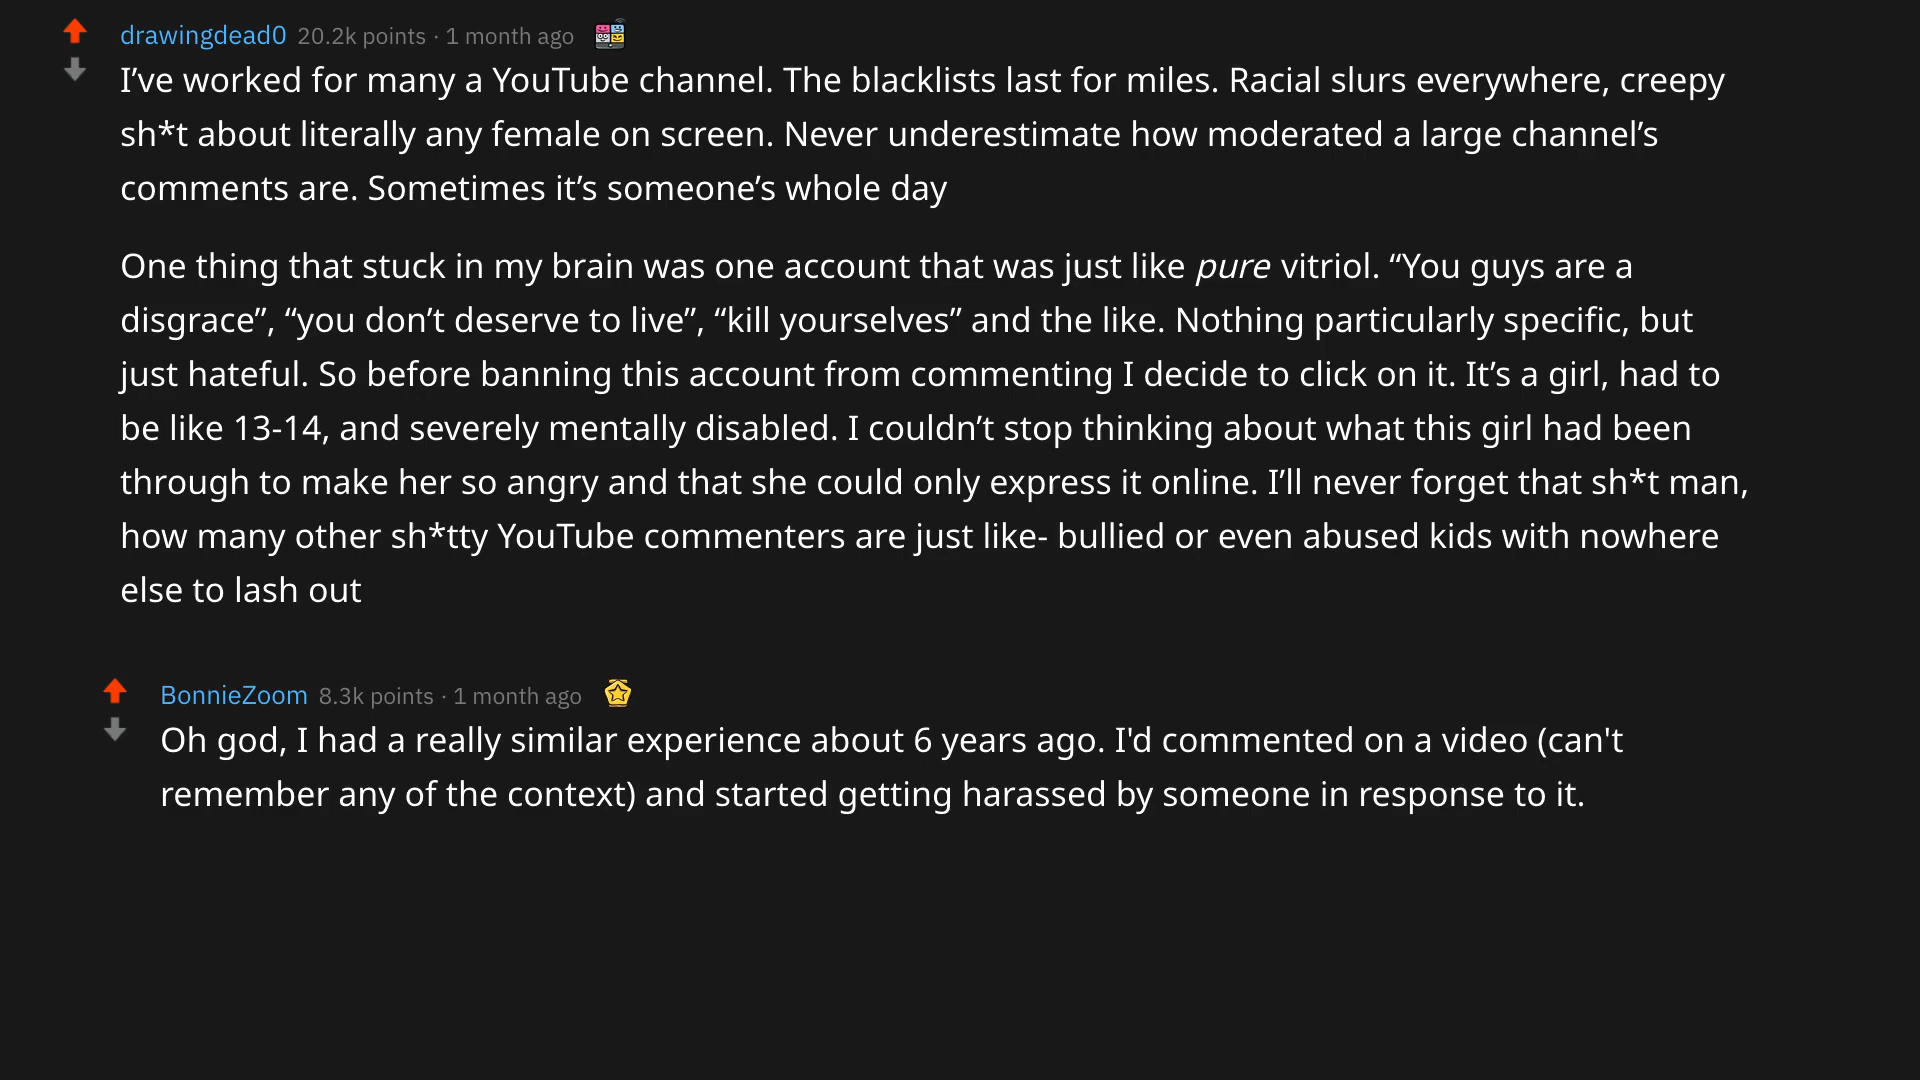 drawingdead0 20.2k points · 1 month ago
I’ve worked for many a YouTube channel. The blacklists last for miles. Racial slurs everywhere, creepy
sh*t about literally any female on screen. Never underestimate how moderated a large channel’s
comments are. Sometimes it’s someone’s whole day
One thing that stuck in my brain was one account that was just like pure vitriol. “You guys are a
disgrace”, “you don’t deserve to live”, “kill yourselves” and the like. Nothing particularly specific, but
just hateful. So before banning this account from commenting I decide to click on it. It’s a girl, had to
be like 13-14, and severely mentally disabled. I couldn’t stop thinking about what this girl had been
through to make her so angry and that she could only express it online. I’ll never forget that sh*t man,
how many other sh*tty YouTube commenters are just like- bullied or even abused kids with nowhere
else to lash out
BonnieZoom 8.3k points · 1 month ago
Oh god, I had a really similar experience about 6 years ago. I'd commented on a video (can't
remember any of the context) and started getting harassed by someone in response to it.